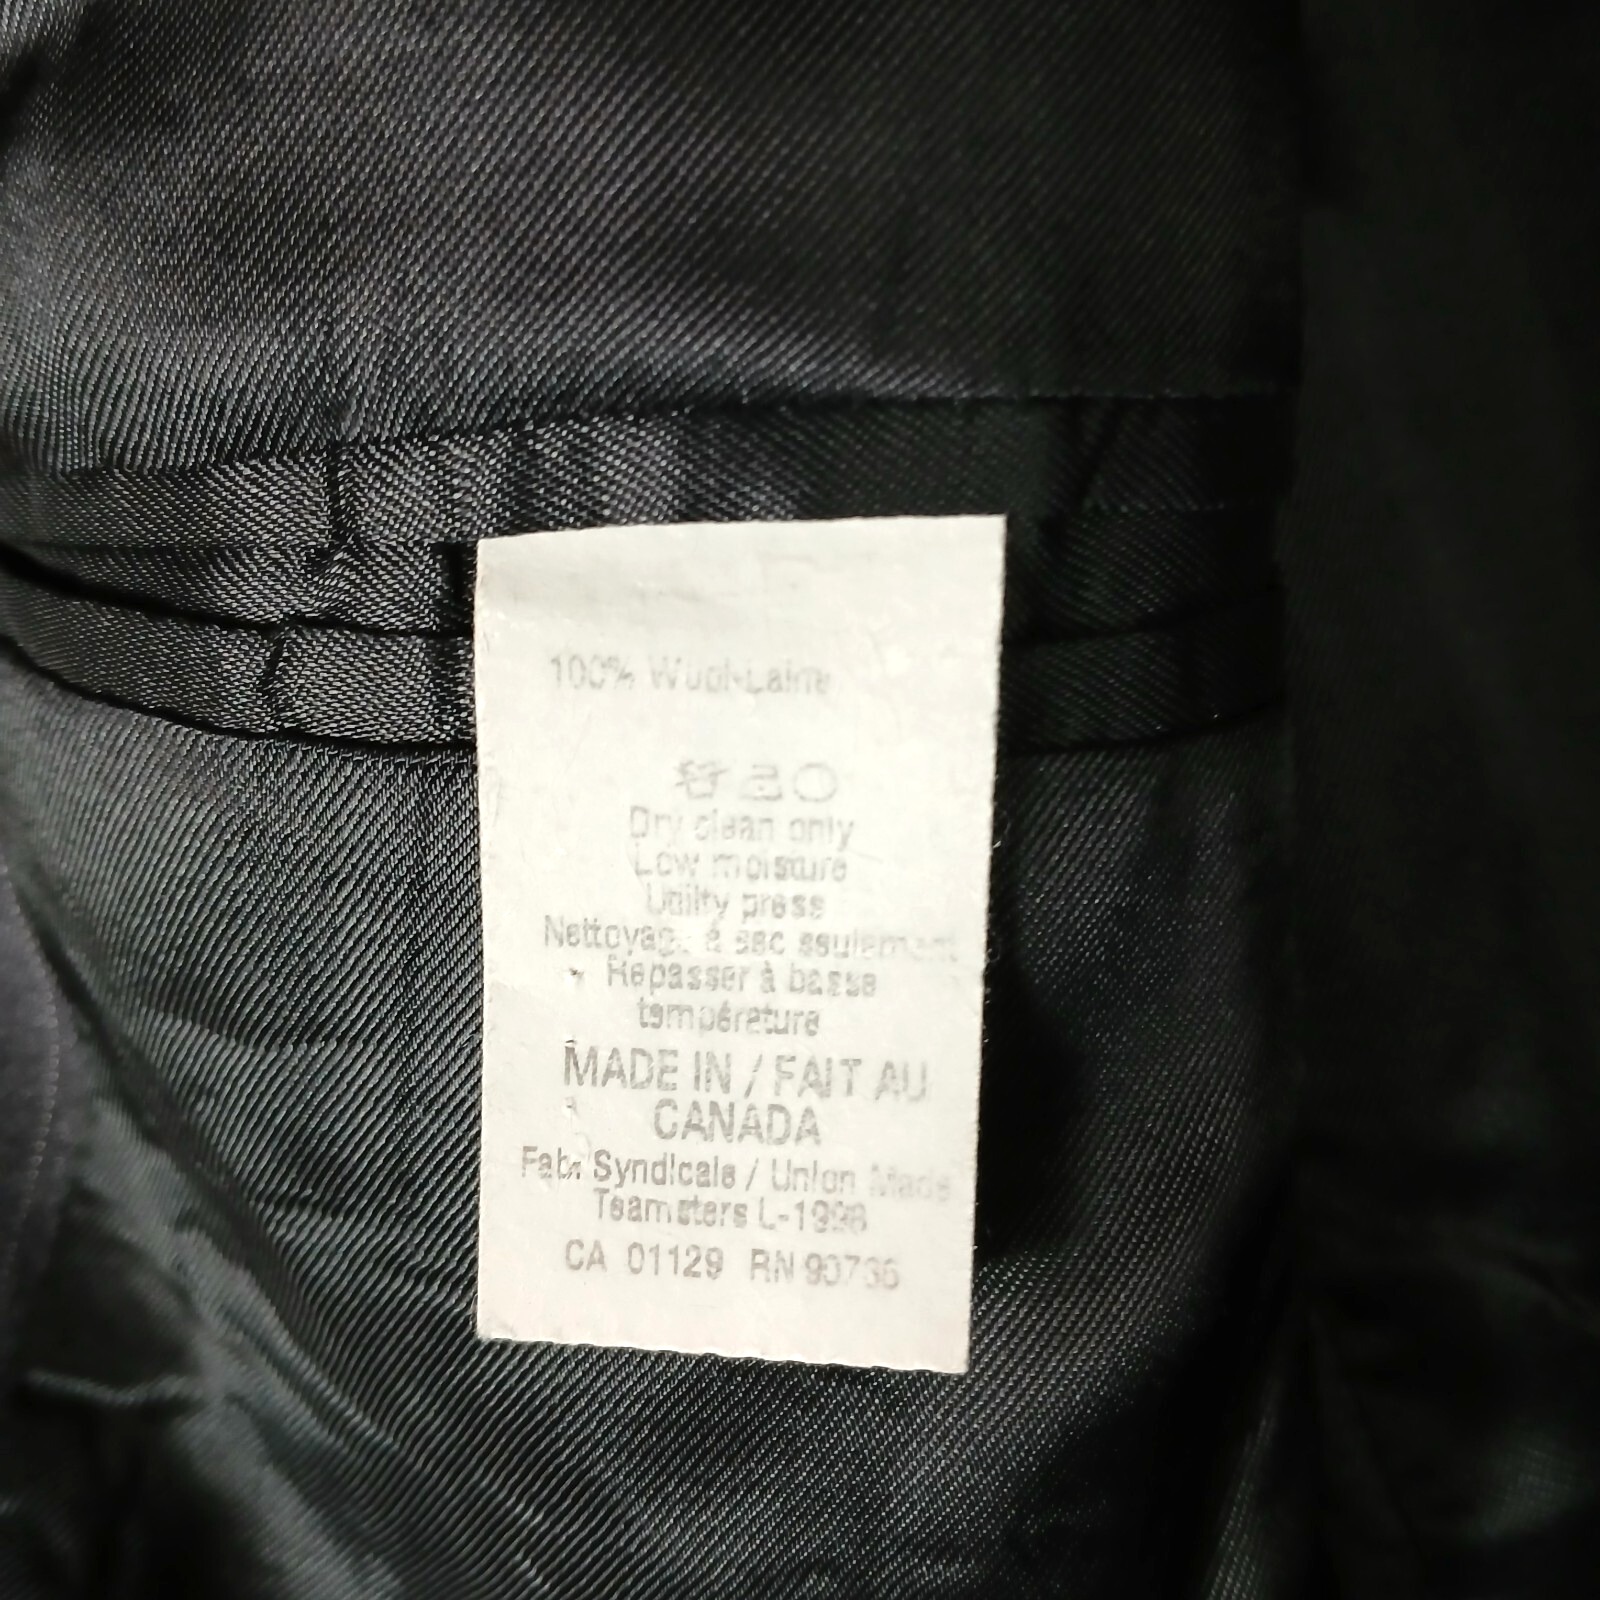 100% Wool-Laine
Dry clean only
Low moisture
Utility press
Nettoyage à sec seulement
Repasser à basse
température
MADE IN / FAIT AU
CANADA
Fab. Syndicale / Union Made
Teamsters L-1998
CA 01129 RN 90736